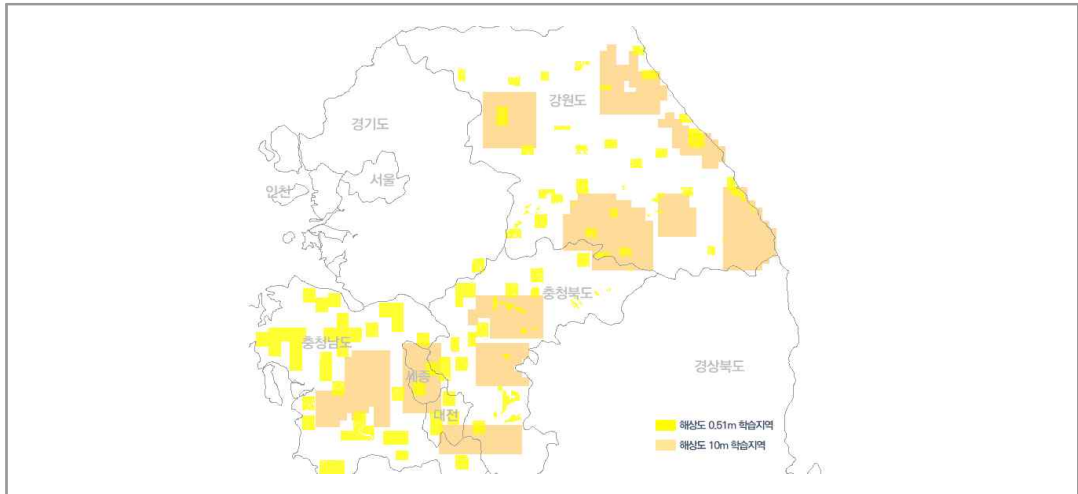 강원도
경기도
서울
인천
충청북도
충청남도
경상북도
세종
대전
해상도 0.51m 학습지역
해상도 10m 학습지역